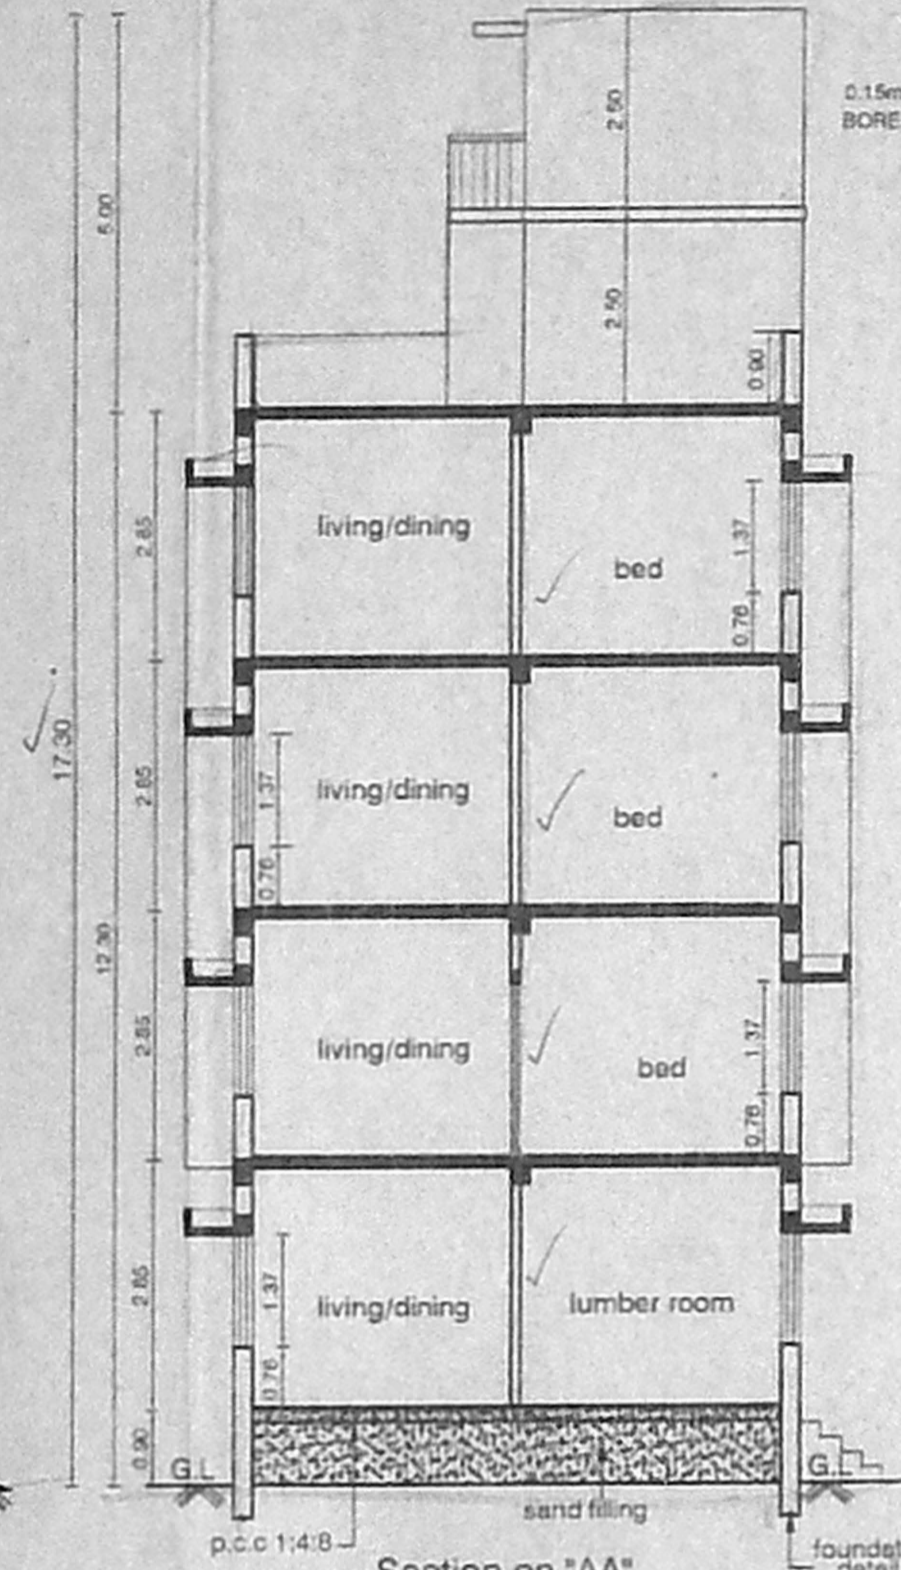 0.15m
BORE
2.50
6.00
2.50
0.90
2.85
living/dining
1.37
bed
0.76
17.30
2.85
1.37
living/dining
bed
0.76
12.30
2.85
living/dining
1.37
bed
0.76
2.85
1.37
living/dining
lumber room
0.76
0.90
G.L
G.L
sand filling
p.c.c 1:4:8
Section on "AA"
foundat
detail